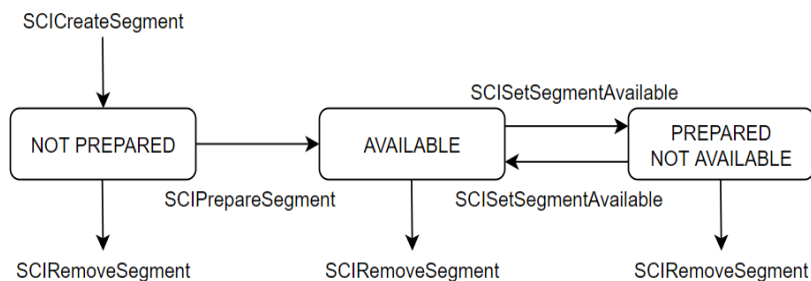 SCICreateSegment
SCISetSegmentAvailable
NOT PREPARED
AVAILABLE
PREPARED
NOT AVAILABLE
SCIPrepareSegment
SCISetSegmentAvailable
SCIRemoveSegment
SCIRemoveSegment
SCIRemoveSegment